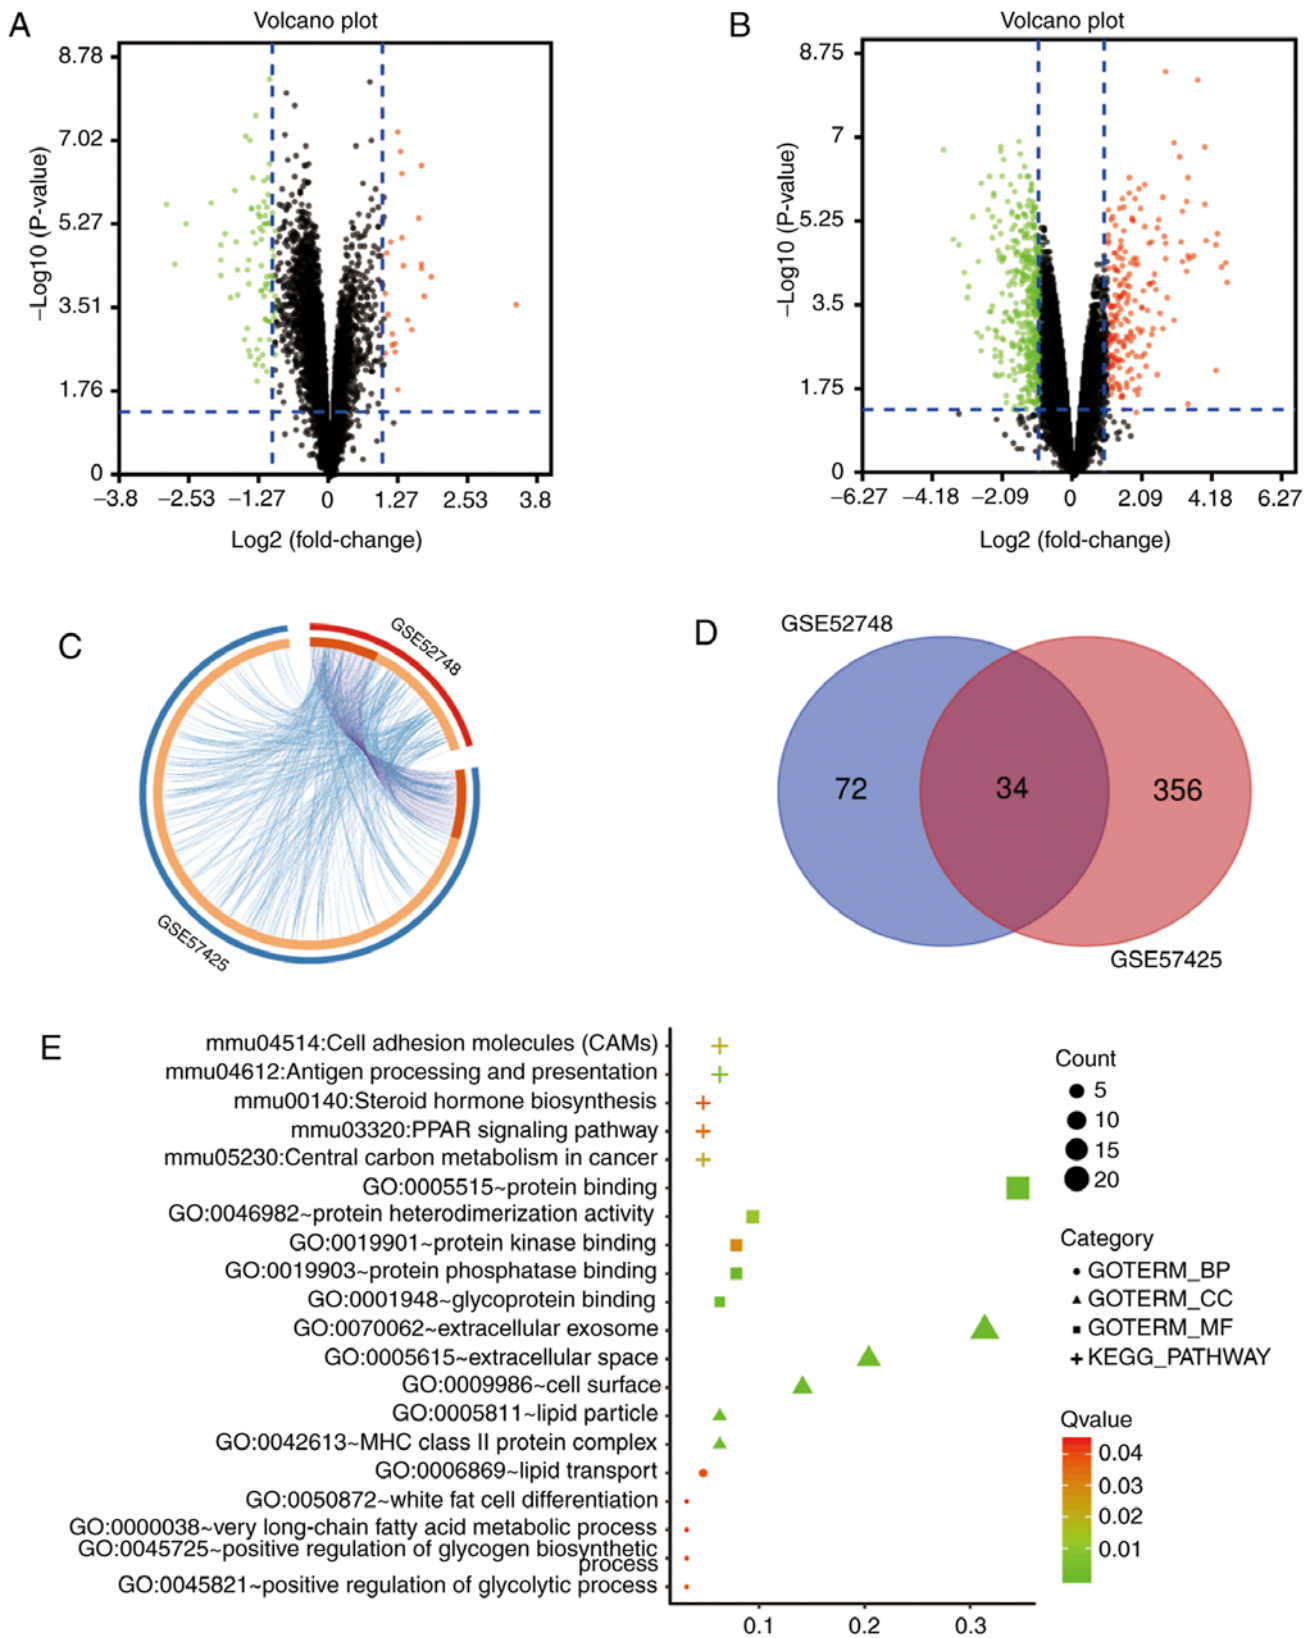 A
Volcano plot
8.78
7.02
5.27
3.51
1.76
0
−Log10 (P-value)
−3.8
−2.53
−1.27
0
1.27
2.53
3.8
Log2 (fold-change)
B
Volcano plot
8.75
7
5.25
3.5
1.75
0
−Log10 (P-value)
−6.27
−4.18
−2.09
0
2.09
4.18
6.27
Log2 (fold-change)
C
GSE52748
GSE57425
D
GSE52748
72
34
356
GSE57425
E
mmu04514:Cell adhesion molecules (CAMs)
mmu04612:Antigen processing and presentation
mmu00140:Steroid hormone biosynthesis
mmu03320:PPAR signaling pathway
mmu05230:Central carbon metabolism in cancer
GO:0005515~protein binding
GO:0046982~protein heterodimerization activity
GO:0019901~protein kinase binding
GO:0019903~protein phosphatase binding
GO:0001948~glycoprotein binding
GO:0070062~extracellular exosome
GO:0005615~extracellular space
GO:0009986~cell surface
GO:0005811~lipid particle
GO:0042613~MHC class II protein complex
GO:0006869~lipid transport
GO:0050872~white fat cell differentiation
GO:0000038~very long-chain fatty acid metabolic process
GO:0045725~positive regulation of glycogen biosynthetic
process
GO:0045821~positive regulation of glycolytic process
0.1
0.2
0.3
Count
5
10
15
20
Category
GOTERM_BP
GOTERM_CC
GOTERM_MF
KEGG_PATHWAY
Qvalue
0.04
0.03
0.02
0.01